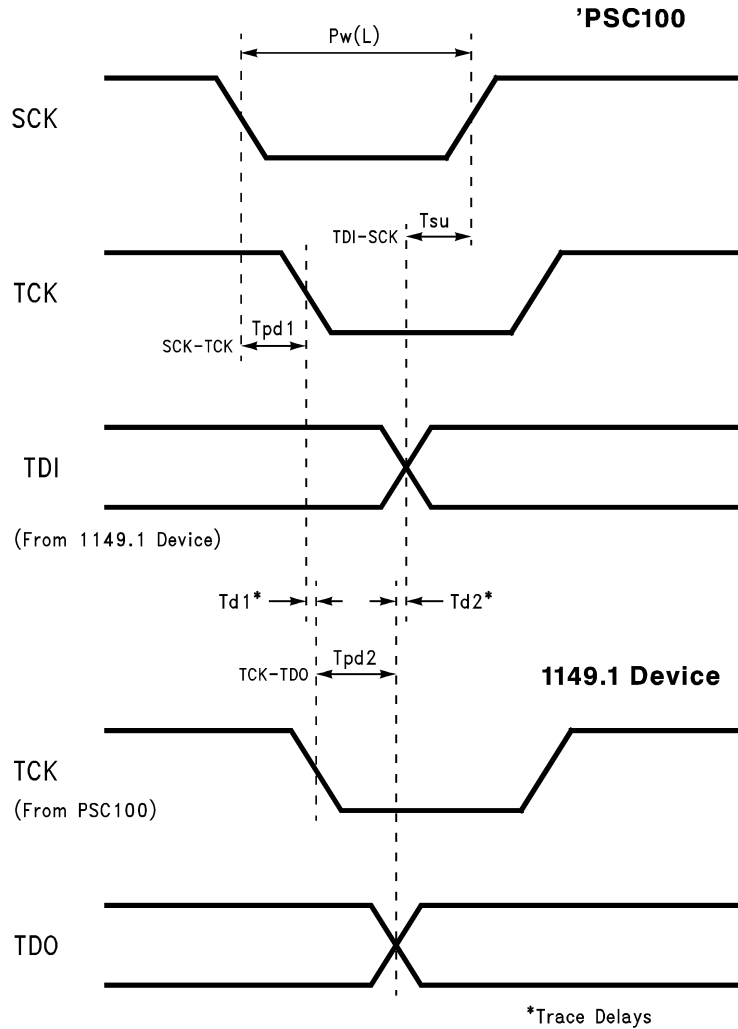 'PSC100
Pw(L)
SCK
TDI-SCK Tsu
TCK
SCK-TCK Tpd1
TDI
(From 1149.1 Device)
Td1* Td2*
TCK-TDO Tpd2
1149.1 Device
TCK
(From PSC100)
TDO
*Trace Delays